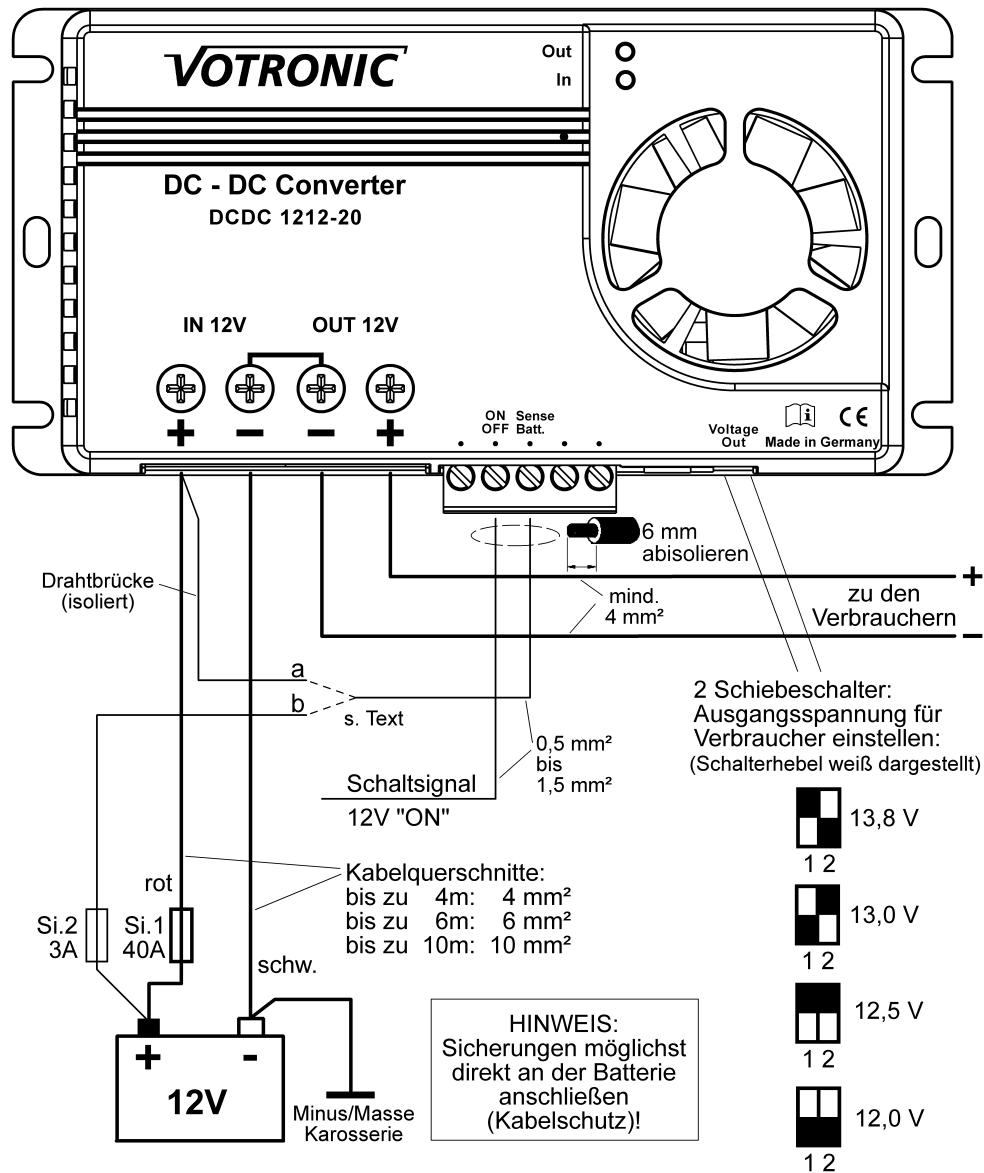 VOTRONIC
Out
In
DC - DC Converter
DCDC 1212-20
IN 12V
OUT 12V
+ − − +
ON Sense
OFF Batt.
Voltage
Out
i CE
Made in Germany
6 mm
abisolieren
Drahtbrücke
(isoliert)
mind.
4 mm²
+
zu den
Verbrauchern
−
a
b
s. Text
0,5 mm²
bis
1,5 mm²
Schaltsignal
12V "ON"
2 Schiebeschalter:
Ausgangsspannung für
Verbraucher einstellen:
(Schalterhebel weiß dargestellt)
13,8 V
1 2
13,0 V
1 2
12,5 V
1 2
12,0 V
1 2
Kabelquerschnitte:
bis zu 4m: 4 mm²
bis zu 6m: 6 mm²
bis zu 10m: 10 mm²
rot
Si.2
3A
Si.1
40A
schw.
+ -
12V
Minus/Masse
Karosserie
HINWEIS:
Sicherungen möglichst
direkt an der Batterie
anschließen
(Kabelschutz)!